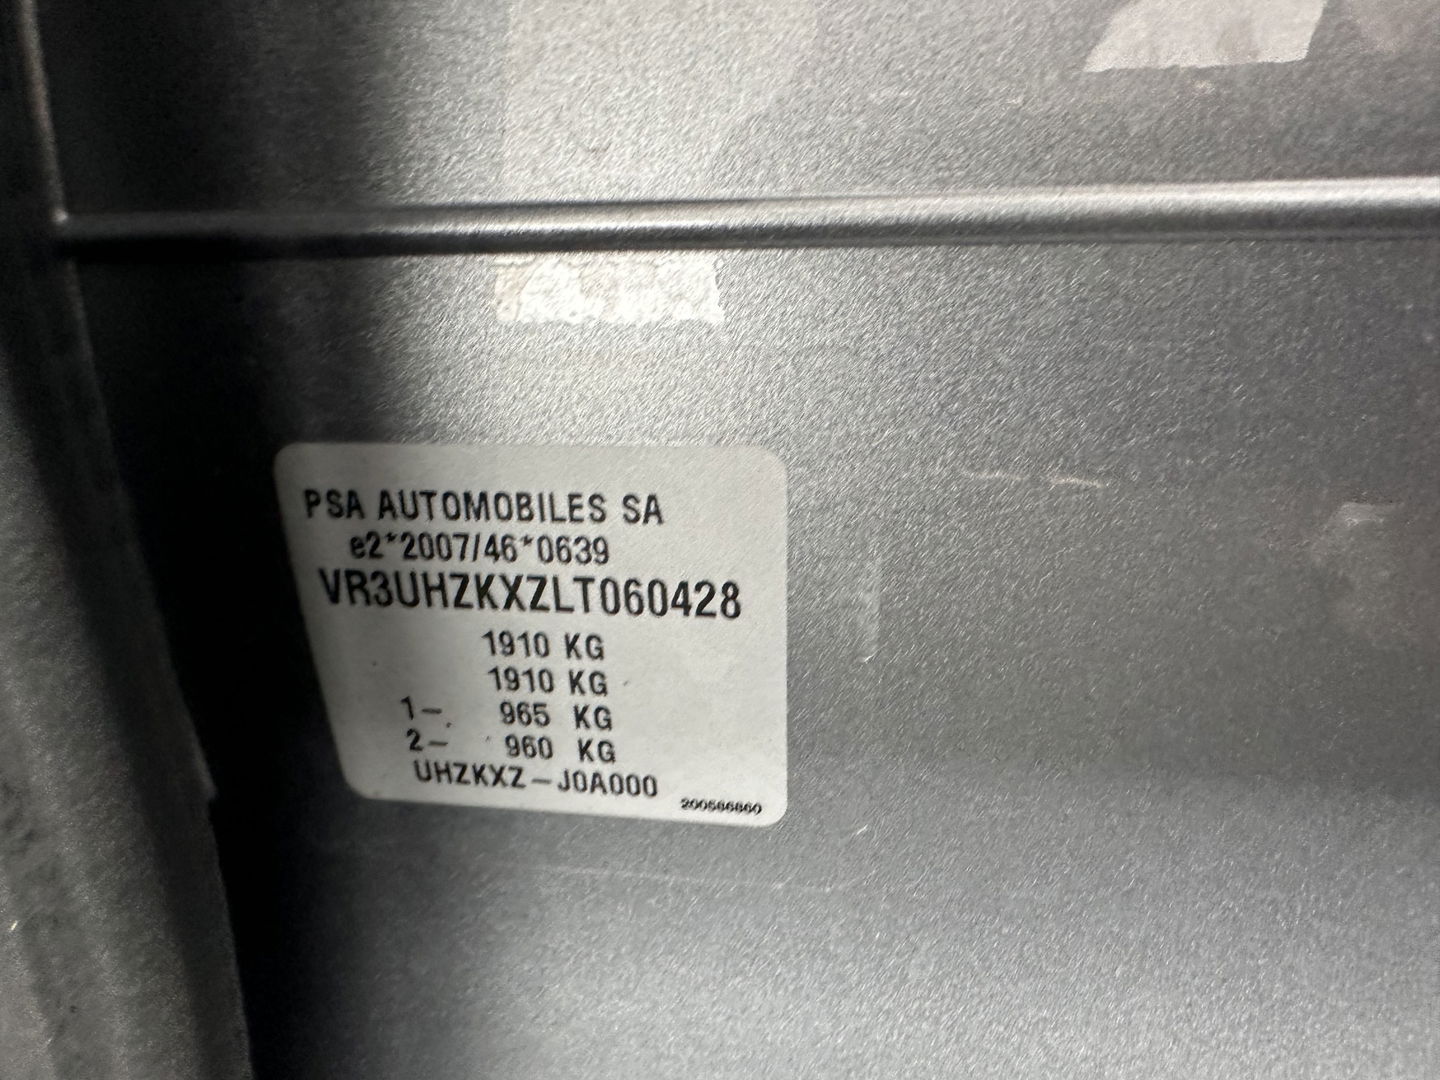 PSA AUTOMOBILES SA
e2*2007/46*0639
VR3UHZKXZLT060428
1910 KG
1910 KG
1- 965 KG
2- 960 KG
UHZKXZ-J0A000
200586860